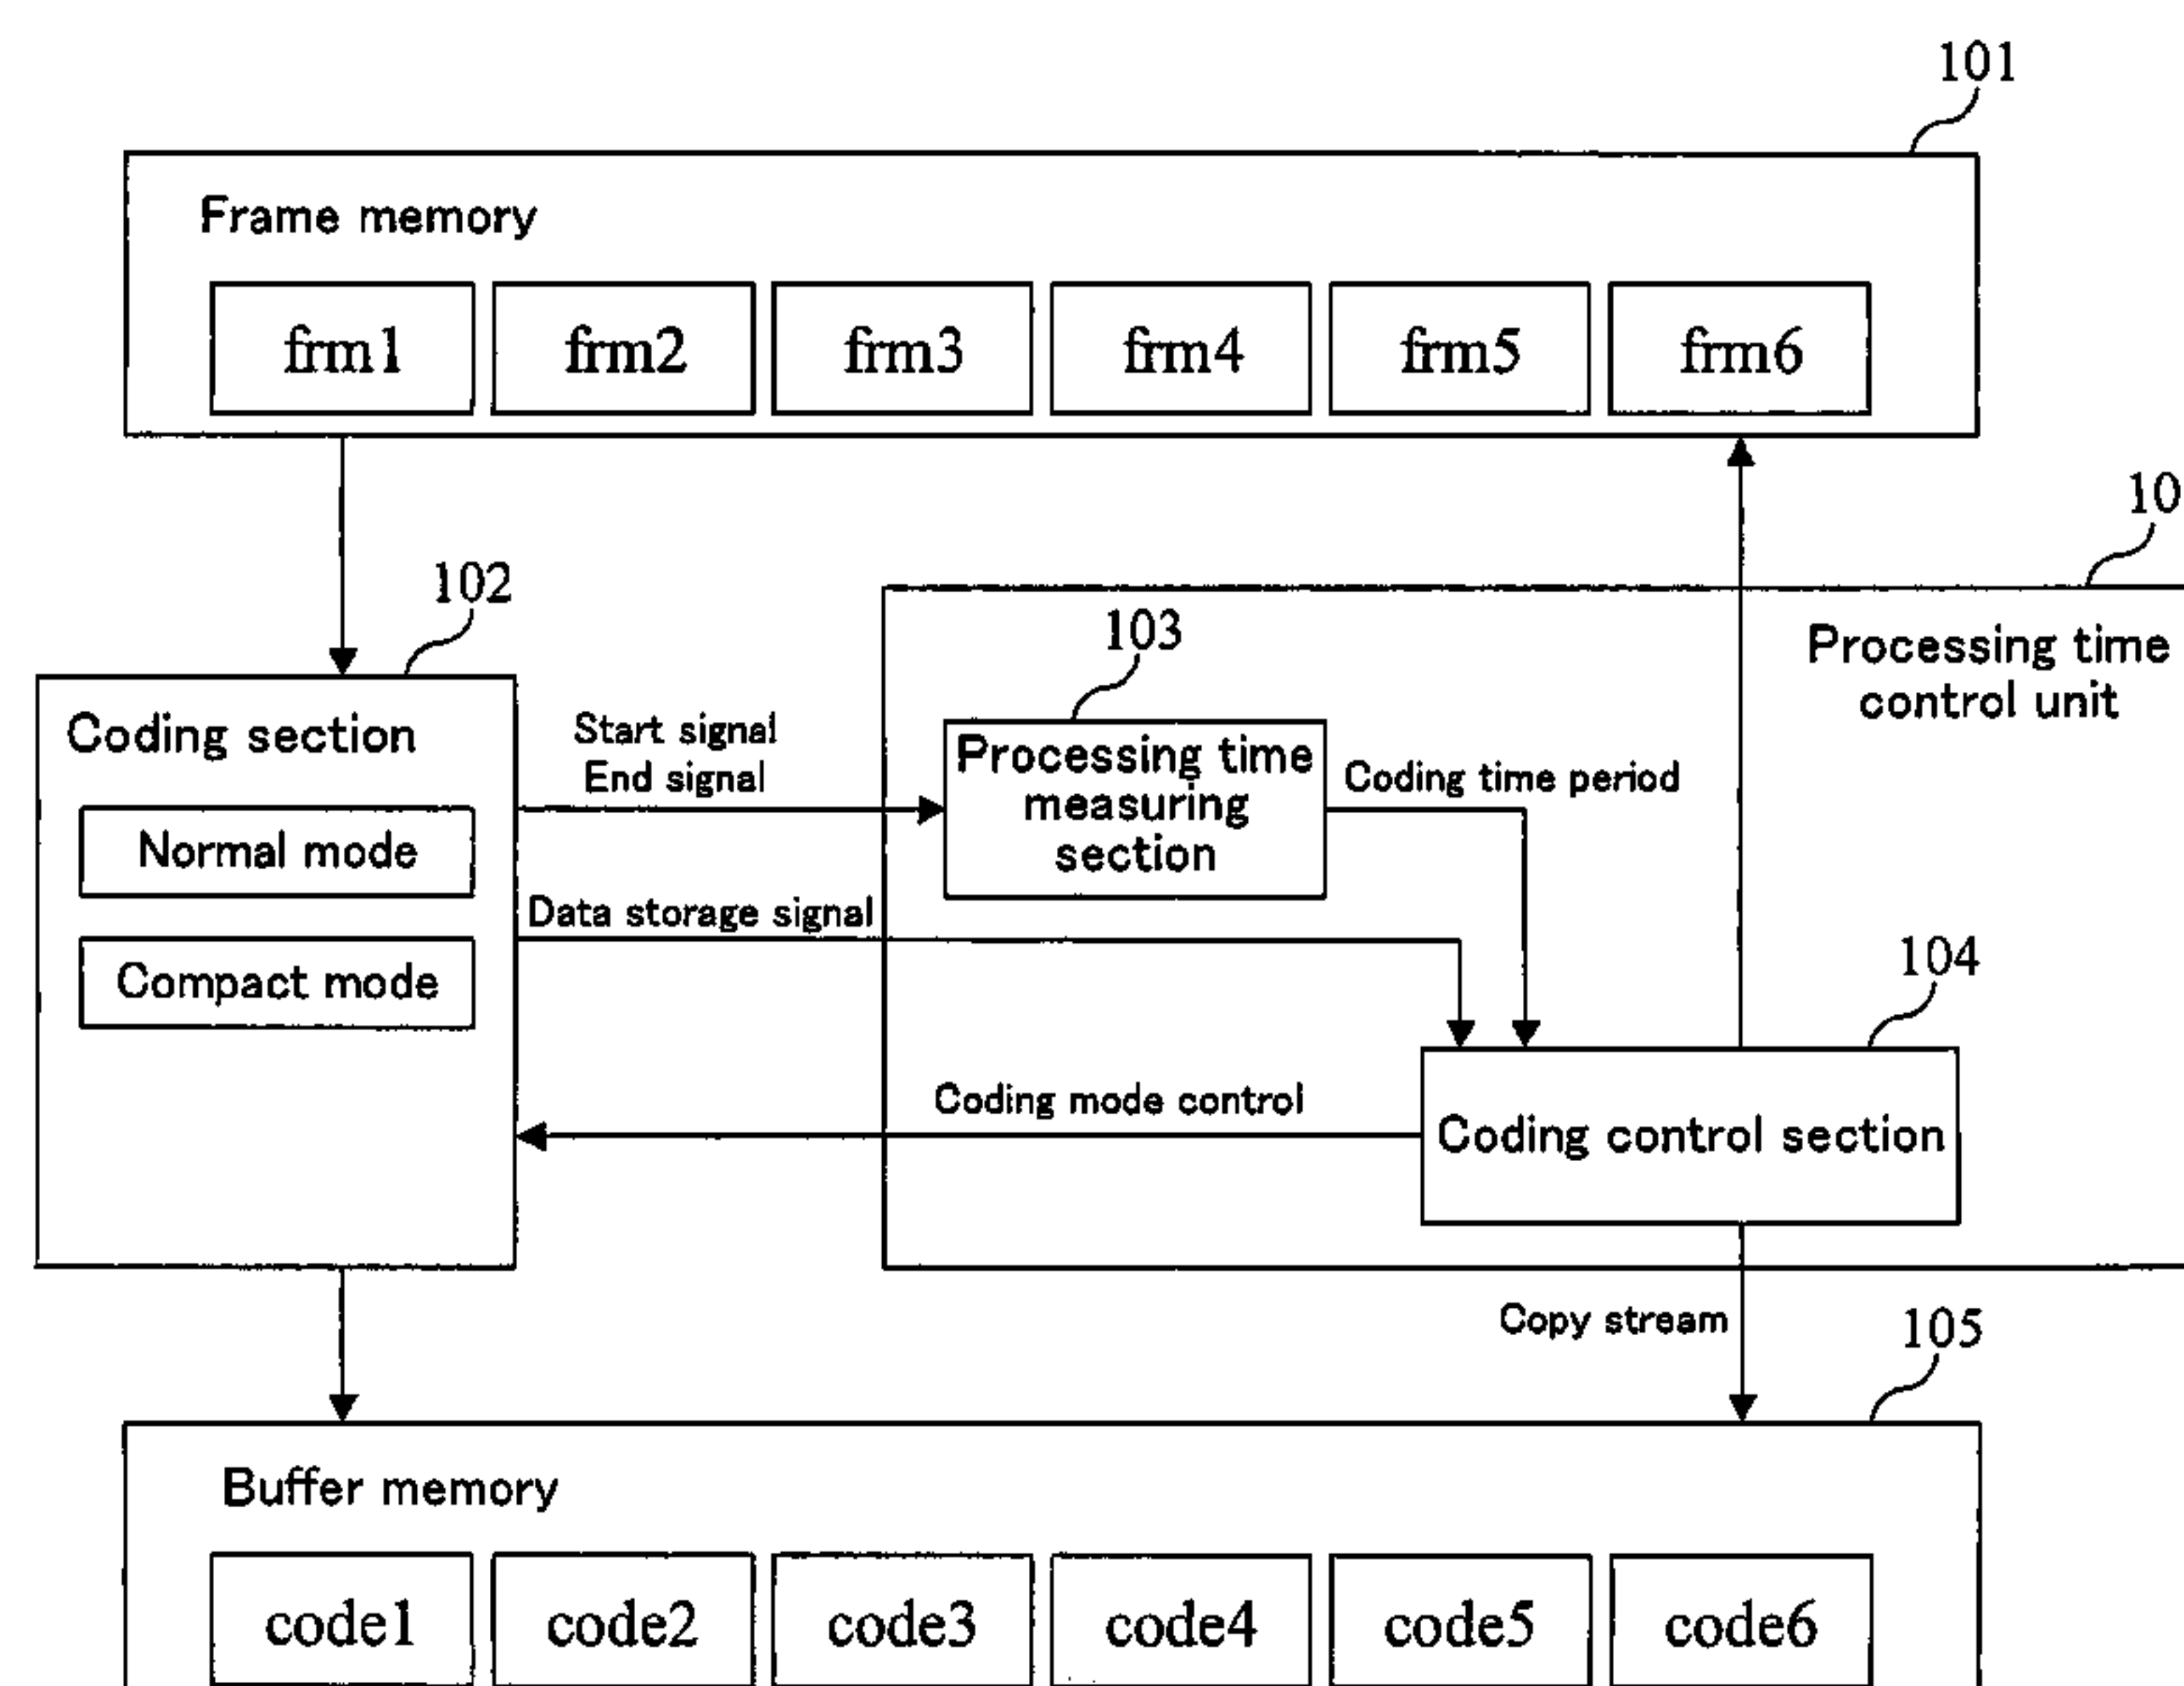 101
Frame memory
frm1 frm2 frm3 frm4 frm5 frm6
10
102
103
Processing time
control unit
Coding section
Start signal
End signal
Processing time
measuring
section
Coding time period
Normal mode
Data storage signal
Compact mode
104
Coding mode control
Coding control section
Copy stream
105
Buffer memory
code1 code2 code3 code4 code5 code6